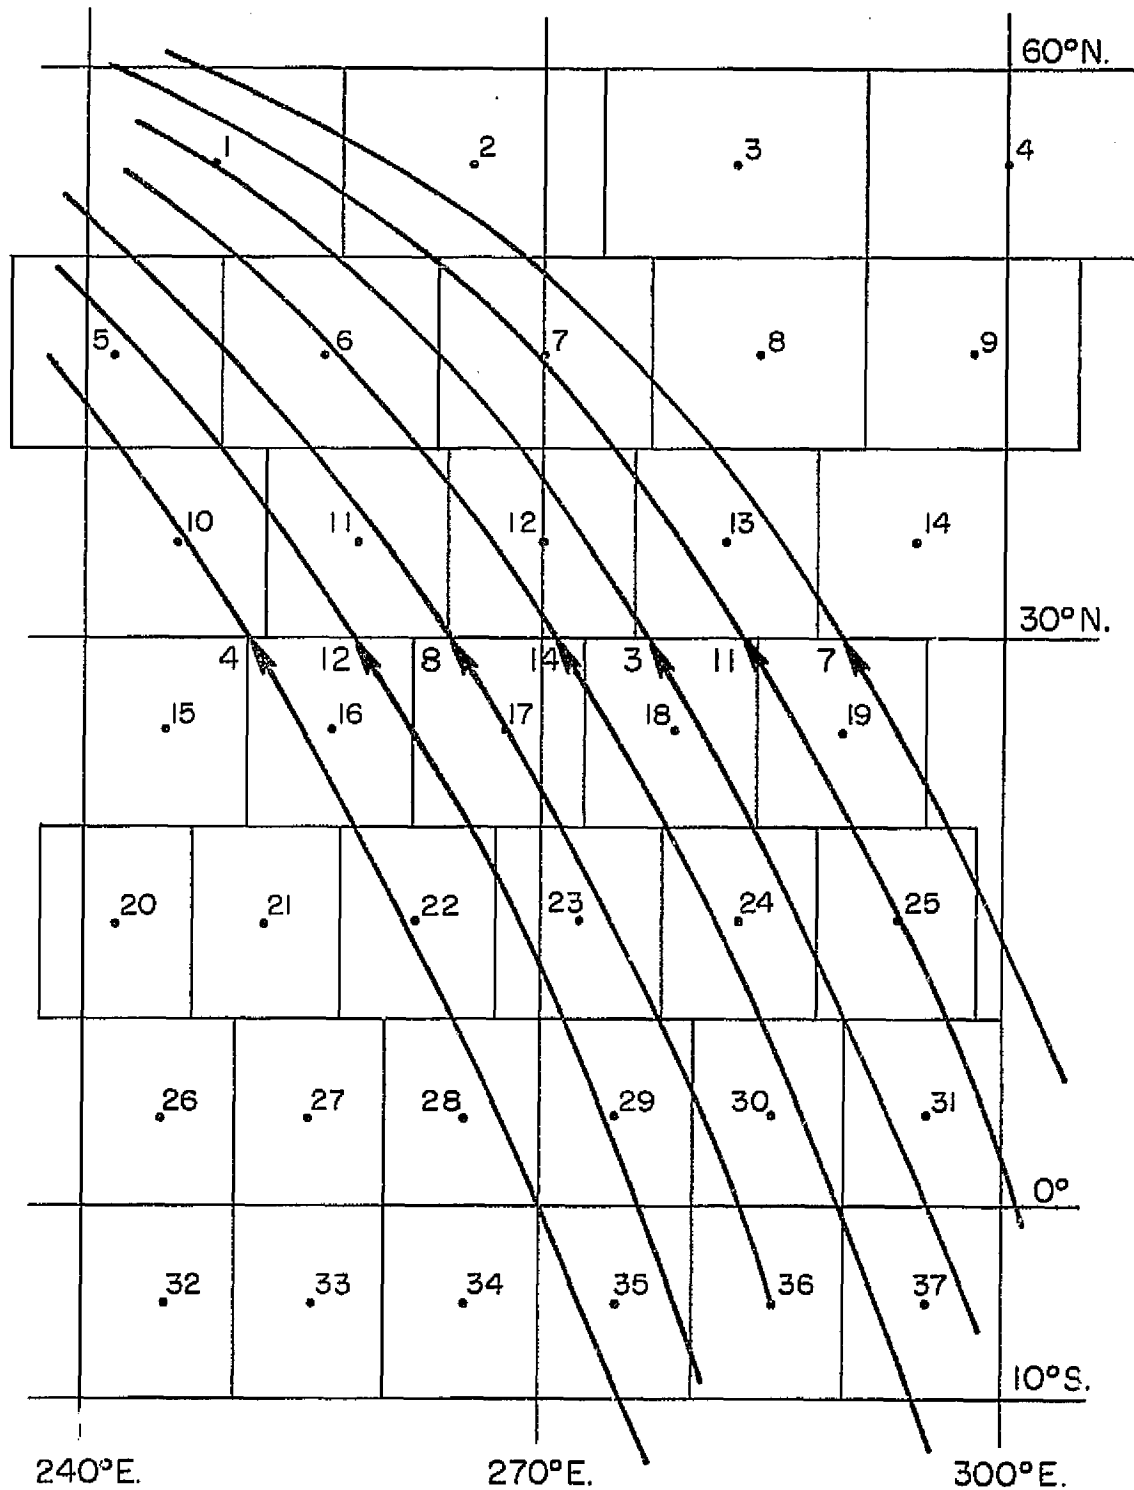 60°N.
1 2 3 4
5 6 7 8 9
10 11 12 13 14
30°N.
4 12 8 14 3 11 7
15 16 17 18 19
20 21 22 23 24 25
26 27 28 29 30 31
0°
32 33 34 35 36 37
10°S.
240°E. 270°E. 300°E.